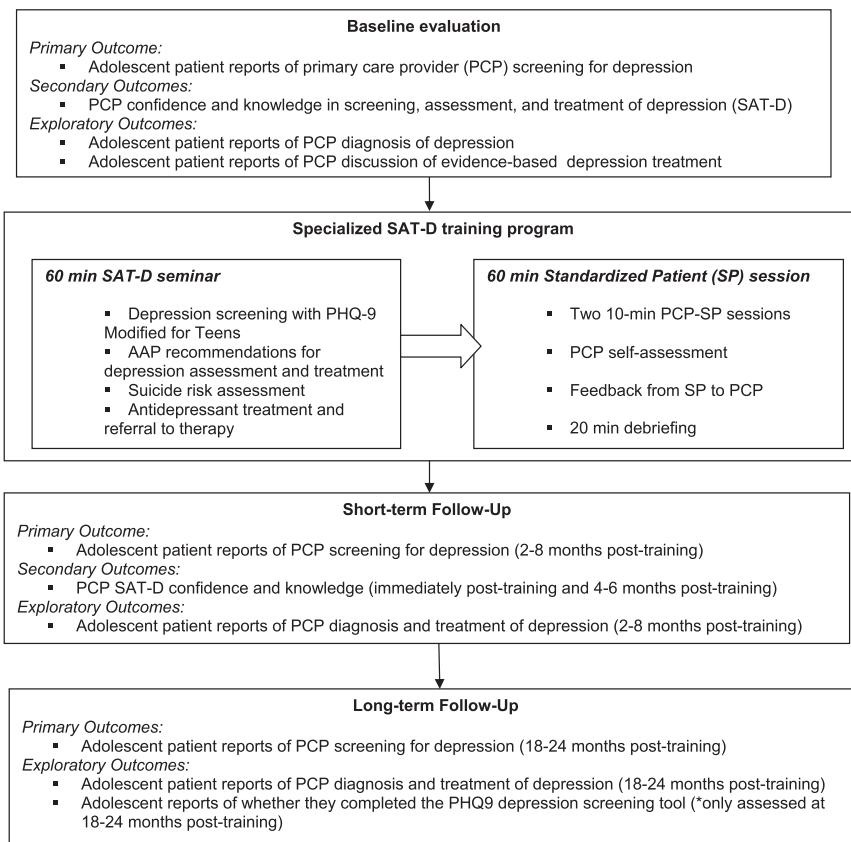 Baseline evaluation
Primary Outcome:
▪ Adolescent patient reports of primary care provider (PCP) screening for depression
Secondary Outcomes:
▪ PCP confidence and knowledge in screening, assessment, and treatment of depression (SAT-D)
Exploratory Outcomes:
▪ Adolescent patient reports of PCP diagnosis of depression
▪ Adolescent patient reports of PCP discussion of evidence-based depression treatment
Specialized SAT-D training program
60 min SAT-D seminar
▪ Depression screening with PHQ-9
Modified for Teens
▪ AAP recommendations for
depression assessment and treatment
▪ Suicide risk assessment
▪ Antidepressant treatment and
referral to therapy
60 min Standardized Patient (SP) session
▪ Two 10-min PCP-SP sessions
▪ PCP self-assessment
▪ Feedback from SP to PCP
▪ 20 min debriefing
Short-term Follow-Up
Primary Outcome:
▪ Adolescent patient reports of PCP screening for depression (2-8 months post-training)
Secondary Outcomes:
▪ PCP SAT-D confidence and knowledge (immediately post-training and 4-6 months post-training)
Exploratory Outcomes:
▪ Adolescent patient reports of PCP diagnosis and treatment of depression (2-8 months post-training)
Long-term Follow-Up
Primary Outcomes:
▪ Adolescent patient reports of PCP screening for depression (18-24 months post-training)
Exploratory Outcomes:
▪ Adolescent patient reports of PCP diagnosis and treatment of depression (18-24 months post-training)
▪ Adolescent reports of whether they completed the PHQ9 depression screening tool (*only assessed at
18-24 months post-training)